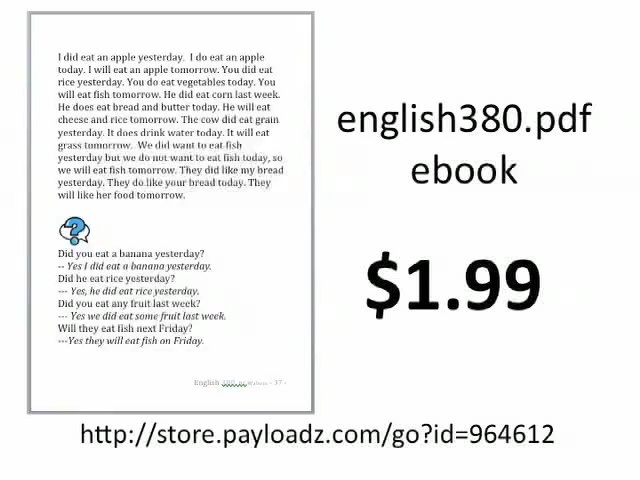 I did eat an apple yesterday. I do eat an apple
today. I will eat an apple tomorrow. You did eat
rice yesterday. You do eat vegetables today. You
will eat fish tomorrow. He did eat corn last week.
He does eat bread and butter today. He will eat
cheese and rice tomorrow. The cow did eat grain
yesterday. It does drink water today. It will eat
grass tomorrow. We did want to eat fish
yesterday but we do not want to eat fish today, so
we will eat fish tomorrow. They did like my bread
yesterday. They do like your bread today. They
will like her food tomorrow.
?
Did you eat a banana yesterday?
-- Yes I did eat a banana yesterday.
Did he eat rice yesterday?
--- Yes, he did eat rice yesterday.
Did you eat any fruit last week?
--- Yes we did eat some fruit last week.
Will they eat fish next Friday?
---Yes they will eat fish on Friday.
English 380, - 37 -
english380.pdf
ebook
$1.99
http://store.payloadz.com/go?id=964612